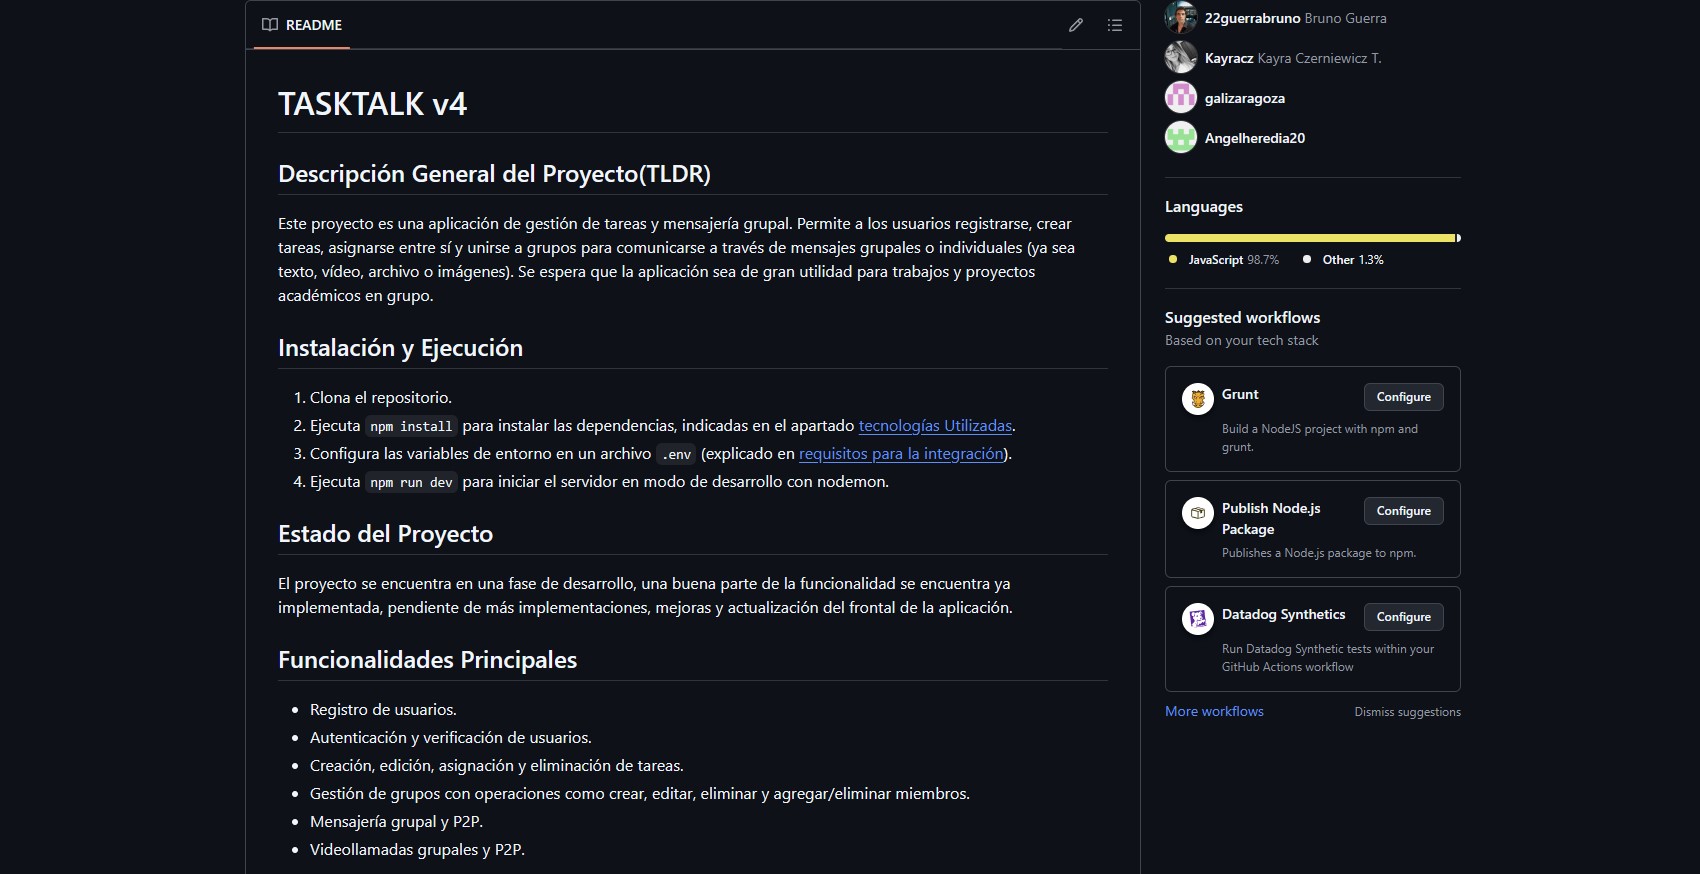 README
TASKTALK v4
Descripción General del Proyecto(TLDR)
Este proyecto es una aplicación de gestión de tareas y mensajería grupal. Permite a los usuarios registrarse, crear
tareas, asignarse entre sí y unirse a grupos para comunicarse a través de mensajes grupales o individuales (ya sea
texto, vídeo, archivo o imágenes). Se espera que la aplicación sea de gran utilidad para trabajos y proyectos
académicos en grupo.
Instalación y Ejecución
1. Clona el repositorio.
2. Ejecuta npm install para instalar las dependencias, indicadas en el apartado tecnologías Utilizadas.
3. Configura las variables de entorno en un archivo .env (explicado en requisitos para la integración).
4. Ejecuta npm run dev para iniciar el servidor en modo de desarrollo con nodemon.
Estado del Proyecto
El proyecto se encuentra en una fase de desarrollo, una buena parte de la funcionalidad se encuentra ya
implementada, pendiente de más implementaciones, mejoras y actualización del frontal de la aplicación.
Funcionalidades Principales
• Registro de usuarios.
• Autenticación y verificación de usuarios.
• Creación, edición, asignación y eliminación de tareas.
• Gestión de grupos con operaciones como crear, editar, eliminar y agregar/eliminar miembros.
• Mensajería grupal y P2P.
• Videollamadas grupales y P2P.
22guerrabruno Bruno Guerra
Kayracz Kayra Czerniewicz T.
galizaragoza
Angelheredia20
Languages
JavaScript 98.7% Other 1.3%
Suggested workflows
Based on your tech stack
Grunt Configure
Build a NodeJS project with npm and
grunt.
Publish Node.js Configure
Package
Publishes a Node.js package to npm.
Datadog Synthetics Configure
Run Datadog Synthetic tests within your
GitHub Actions workflow
More workflows Dismiss suggestions